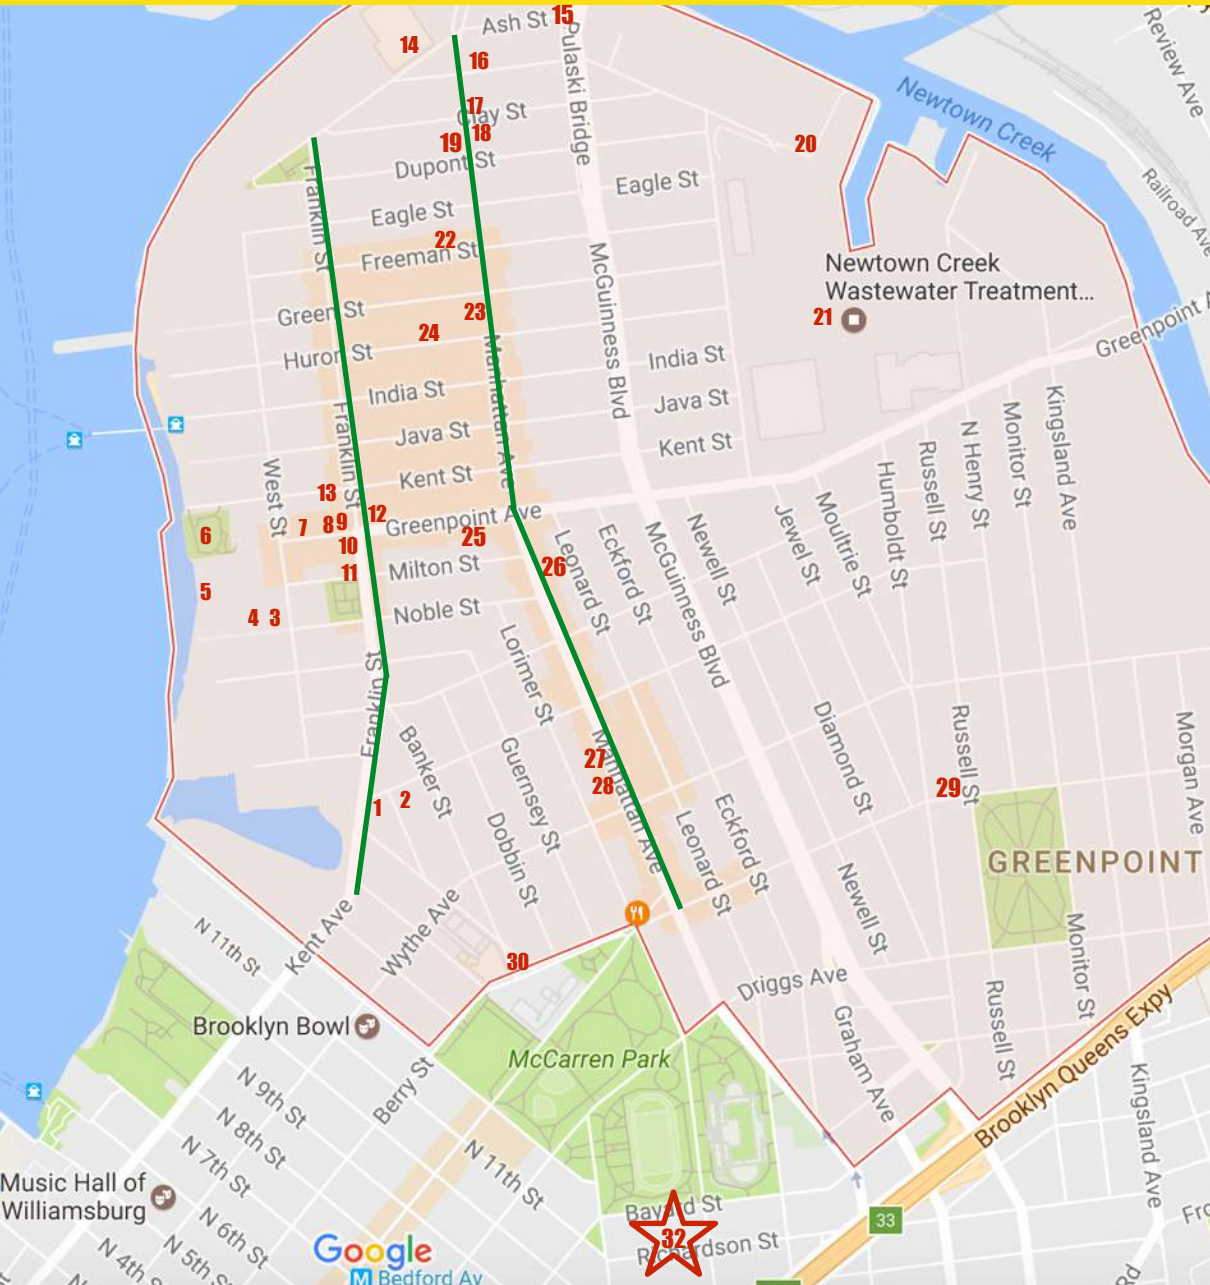 Ash St
15
Pulaski Bridge
14
16
17
Clay St
18
19
Dupont St
Newtown Creek
20
Review Ave
Railroad Ave
Franklin St
Eagle St
Eagle St
22
Freeman St
McGuinness Blvd
Newtown Creek
Wastewater Treatment...
21
Green St
23
24
Huron St
Manhattan Ave
India St
India St
Java St
Java St
Kent St
Kent St
Greenpoint A
Franklin St
West St
13
12
7
8
9
10
11
6
5
4
3
Greenpoint Ave
25
Milton St
26
Noble St
Leonard St
Eckford St
McGuinness Blvd
Newell St
Jewel St
Moultrie St
Humboldt St
Russell St
N Henry St
Monitor St
Kingsland Ave
Lorimer St
Franklin St
Banker St
Guernsey St
Dobbin St
1
2
27
28
Manhattan Ave
Leonard St
Eckford St
Diamond St
Russell St
29
Morgan Ave
GREENPOINT
Newell St
Monitor St
N 11th St
Kent Ave
Wythe Ave
30
Driggs Ave
Graham Ave
Russell St
Brooklyn Queens Expy
Brooklyn Bowl
McCarren Park
N 9th St
N 8th St
N 7th St
N 6th St
N 5th St
N 4th St
Berry St
N 11th St
Music Hall of
Williamsburg
Kingsland Ave
Bayard St
32
Richardson St
33
Fro
Rd
Google
M Bedford Av